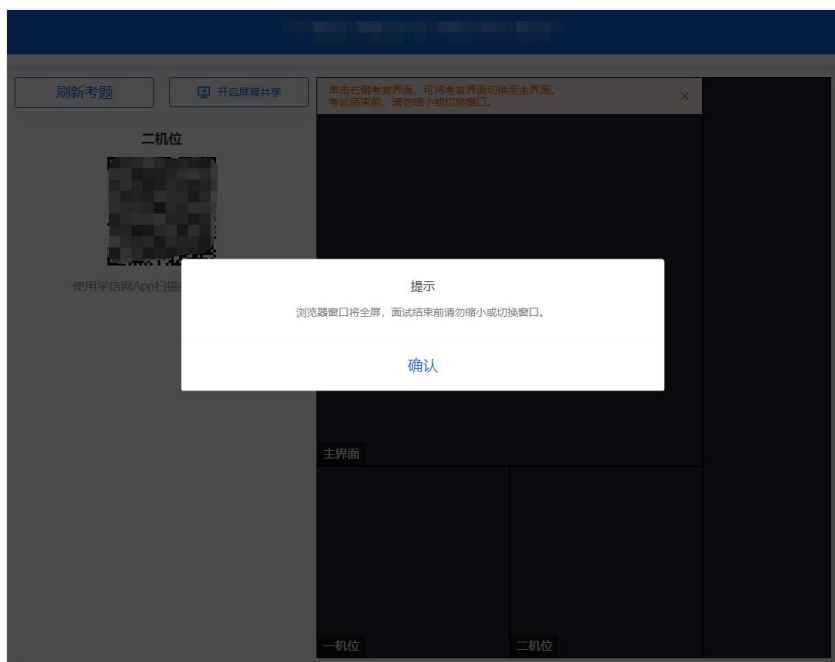 刷新考题
开启屏幕共享
单击右侧考官界面，可将考官界面切换至主界面。
考试结束前，请勿缩小或切换窗口。
二机位
使用学信网App扫描
提示
浏览器窗口将全屏，面试结束前请勿缩小或切换窗口。
确认
主界面
一机位
二机位